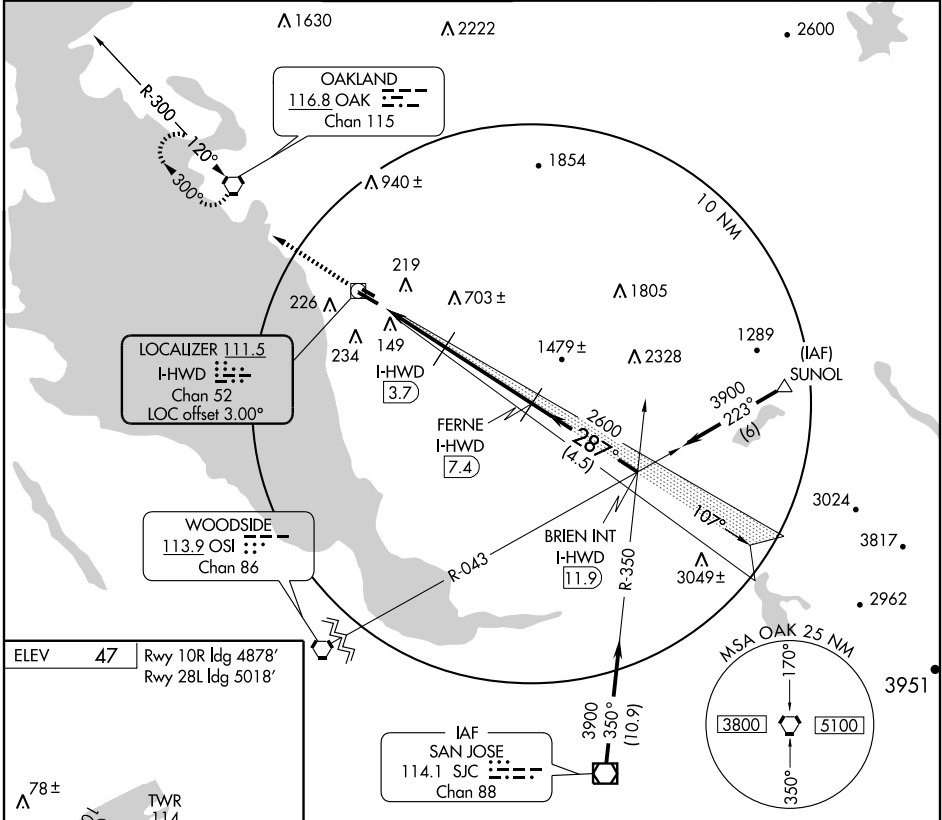 1630
2222
2600
OAKLAND
116.8 OAK
Chan 115
R-300
120°
300°
1854
940 ±
10 NM
219
703 ±
1805
226
234
149
1479 ±
2328
1289
(IAF)
SUNOL
3900
223°
(6)
LOCALIZER 111.5
I-HWD
Chan 52
LOC offset 3.00°
I-HWD
3.7
FERNE
I-HWD
7.4
2600
287°
(4.5)
107°
BRIEN INT
I-HWD
11.9
3049 ±
3024
3817
2962
3951
WOODSIDE
113.9 OSI
Chan 86
R-043
R-350
ELEV 47
Rwy 10R ldg 4878'
Rwy 28L ldg 5018'
78 ±
TWR
114
IAF
SAN JOSE
114.1 SJC
Chan 88
3900
350°
(10.9)
MSA OAK 25 NM
170°
3800
5100
350°